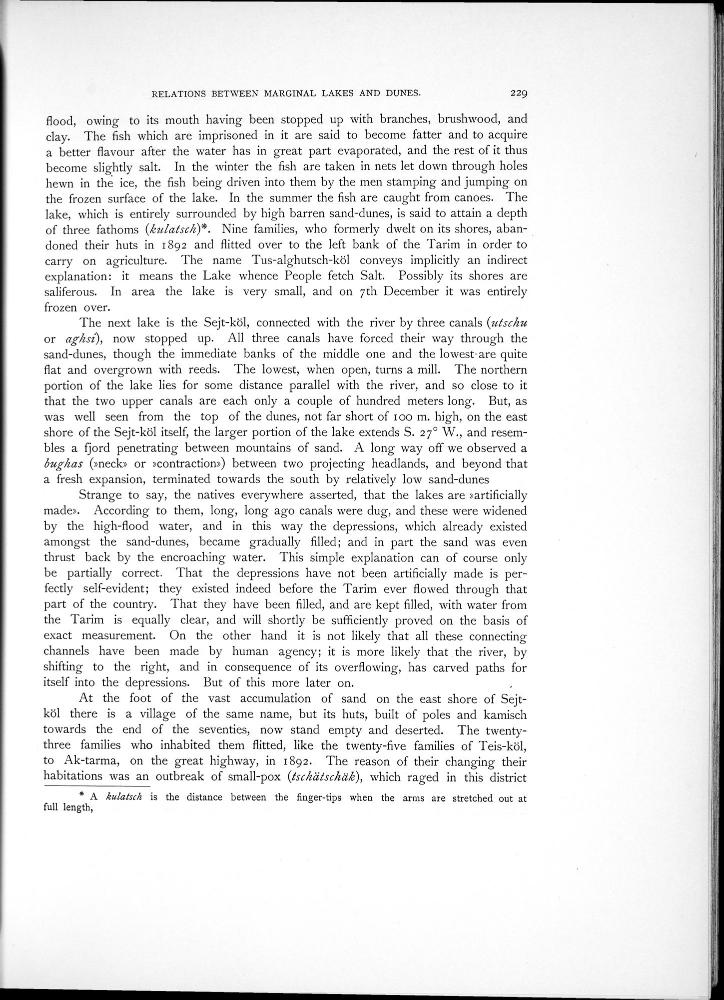 RELATIONS BETWEEN MARGINAL LAKES AND DUNES. 229
flood, owing to its mouth having been stopped up with branches, brushwood, and
clay. The fish which are imprisoned in it are said to become fatter and to acquire
a better flavour after the water has in great part evaporated, and the rest of it thus
become slightly salt. In the winter the fish are taken in nets let down through holes
hewn in the ice, the fish being driven into them by the men stamping and jumping on
the frozen surface of the lake. In the summer the fish are caught from canoes. The
lake, which is entirely surrounded by high barren sand-dunes, is said to attain a depth
of three fathoms (kulatsch)*. Nine families, who formerly dwelt on its shores, aban-
doned their huts in 1892 and flitted over to the left bank of the Tarim in order to
carry on agriculture. The name Tus-alghutsch-köl conveys implicitly an indirect
explanation: it means the Lake whence People fetch Salt. Possibly its shores are
saliferous. In area the lake is very small, and on 7th December it was entirely
frozen over.
The next lake is the Sejt-köl, connected with the river by three canals (utschu
or aghsi), now stopped up. All three canals have forced their way through the
sand-dunes, though the immediate banks of the middle one and the lowest are quite
flat and overgrown with reeds. The lowest, when open, turns a mill. The northern
portion of the lake lies for some distance parallel with the river, and so close to it
that the two upper canals are each only a couple of hundred meters long. But, as
was well seen from the top of the dunes, not far short of 100 m. high, on the east
shore of the Sejt-köl itself, the larger portion of the lake extends S. 27° W., and resem-
bles a fjord penetrating between mountains of sand. A long way off we observed a
bughas (»neck» or »contraction») between two projecting headlands, and beyond that
a fresh expansion, terminated towards the south by relatively low sand-dunes
Strange to say, the natives everywhere asserted, that the lakes are »artificially
made». According to them, long, long ago canals were dug, and these were widened
by the high-flood water, and in this way the depressions, which already existed
amongst the sand-dunes, became gradually filled; and in part the sand was even
thrust back by the encroaching water. This simple explanation can of course only
be partially correct. That the depressions have not been artificially made is per-
fectly self-evident; they existed indeed before the Tarim ever flowed through that
part of the country. That they have been filled, and are kept filled, with water from
the Tarim is equally clear, and will shortly be sufficiently proved on the basis of
exact measurement. On the other hand it is not likely that all these connecting
channels have been made by human agency; it is more likely that the river, by
shifting to the right, and in consequence of its overflowing, has carved paths for
itself into the depressions. But of this more later on.
At the foot of the vast accumulation of sand on the east shore of Sejt-
köl there is a village of the same name, but its huts, built of poles and kamisch
towards the end of the seventies, now stand empty and deserted. The twenty-
three families who inhabited them flitted, like the twenty-five families of Teis-köl,
to Ak-tarma, on the great highway, in 1892. The reason of their changing their
habitations was an outbreak of small-pox (tschätschäk), which raged in this district
* A kulatsch is the distance between the finger-tips when the arms are stretched out at
full length,